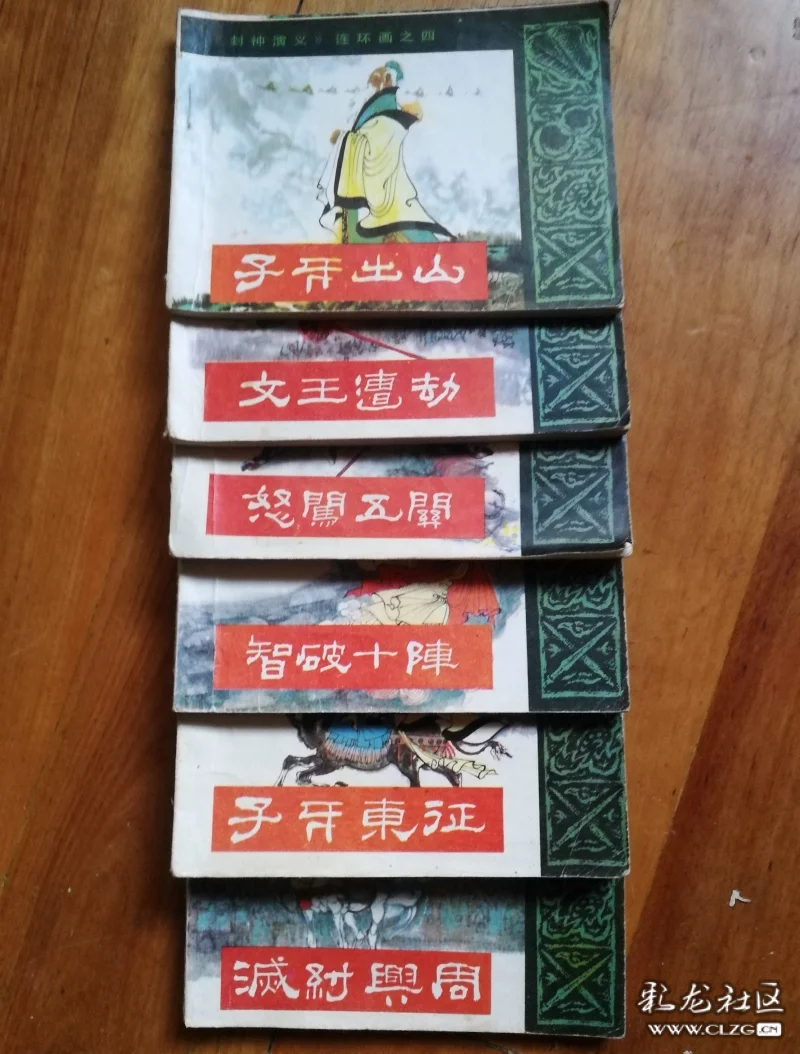 封神演义 连环画之四
子牙出山
文王遭劫
怒闖五關
智破十陣
子牙東征
滅紂興周
彩龙社区
WWW.CLZG.CN